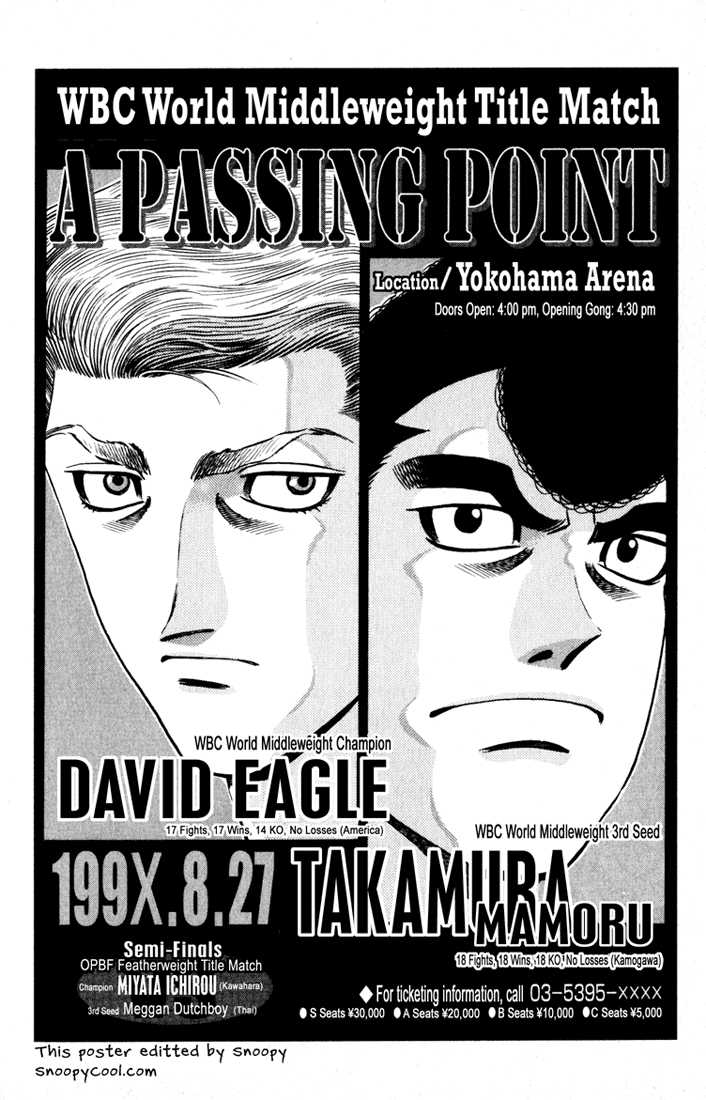 WBC World Middleweight Title Match
A PASSING POINT
Location / Yokohama Arena
Doors Open: 4:00 pm, Opening Gong: 4:30 pm
WBC World Middleweight Champion
DAVID EAGLE
17 Fights, 17 Wins, 14 KO, No Losses (America)
WBC World Middleweight 3rd Seed
TAKAMURA
MAMORU
18 Fights, 18 Wins, 18 KO, No Losses (Kamogawa)
199X.8.27
Semi-Finals
OPBF Featherweight Title Match
Champion MIYATA ICHIROU (Kawahara)
3rd Seed Meggan Dutchboy (Thai)
◆ For ticketing information, call 03-5395-××××
● S Seats ¥30,000 ● A Seats ¥20,000 ● B Seats ¥10,000 ● C Seats ¥5,000
This poster editted by Snoopy
snoopycool.com